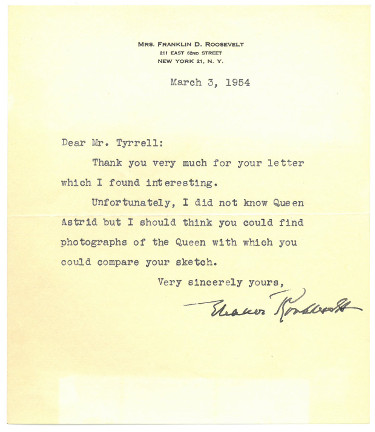 MRS. FRANKLIN D. ROOSEVELT
211 EAST 62ND STREET
NEW YORK 21, N. Y.
March 3, 1954
Dear Mr. Tyrrell:
Thank you very much for your letter
which I found interesting.
Unfortunately, I did not know Queen
Astrid but I should think you could find
photographs of the Queen with which you
could compare your sketch.
Very sincerely yours,
Eleanor Roosevelt